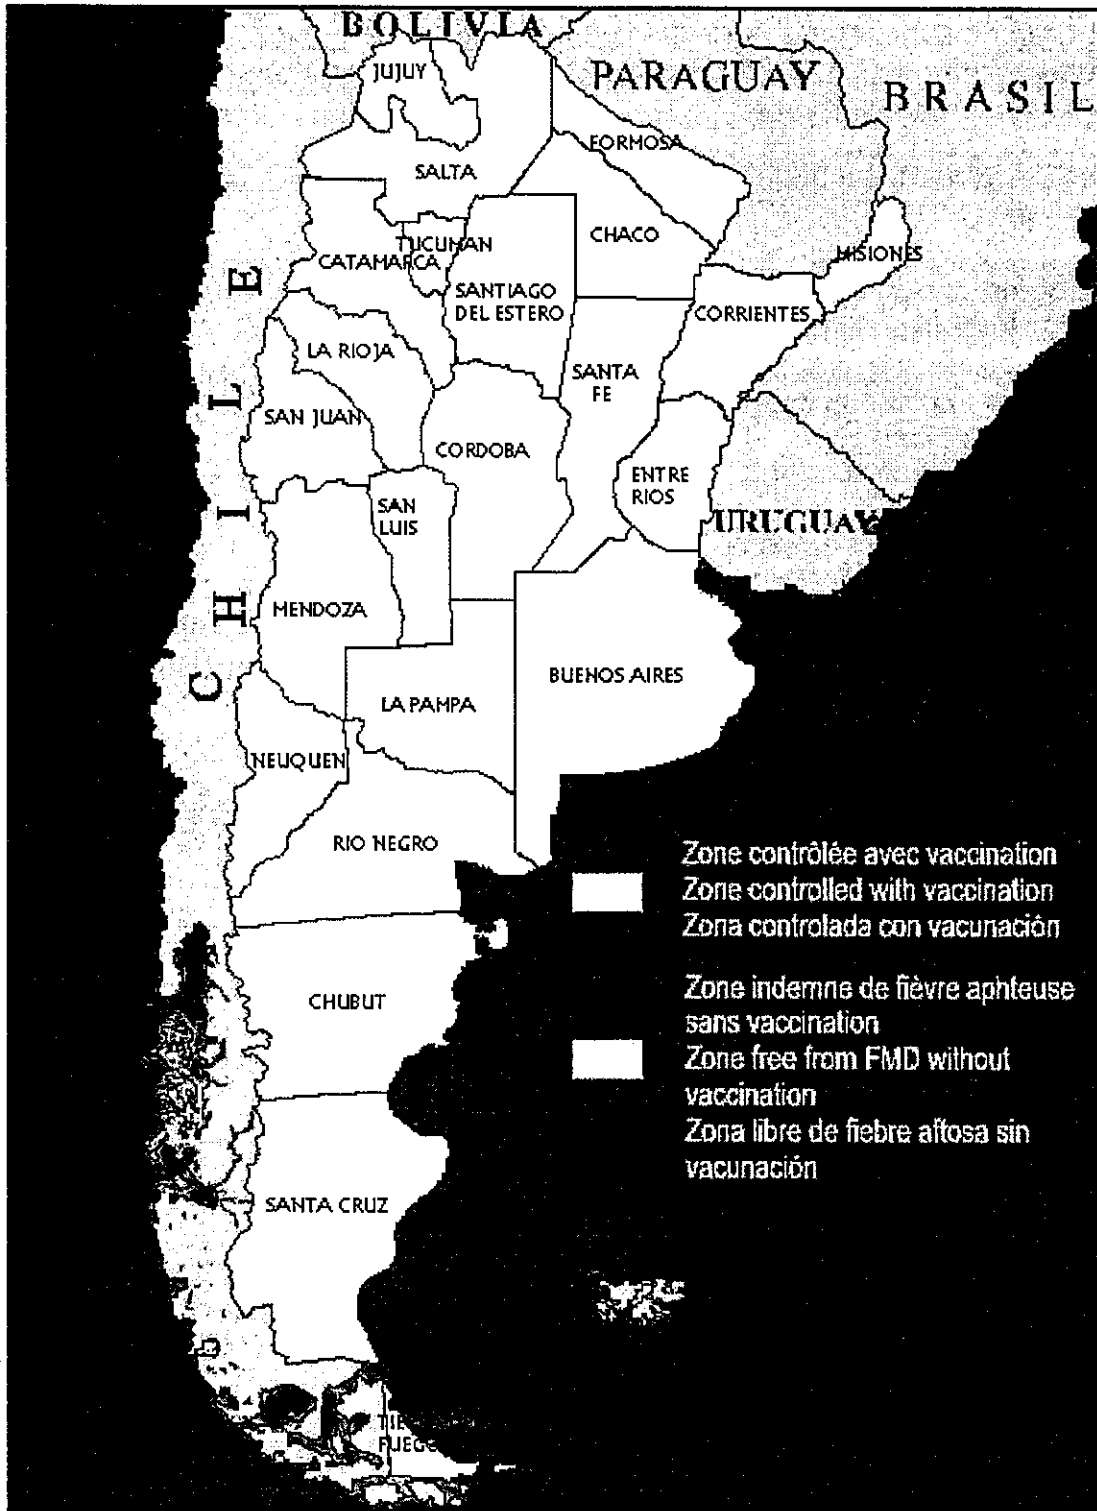 BOLIVIA
JUJUY
PARAGUAY
BRASIL
FORMOSA
SALTA
CHACO
TUCUMAN
MISIONES
CATAMARCA
SANTIAGO
DEL ESTERO
CORRIENTES
LA RIOJA
SANTA
FE
SAN JUAN
CORDOBA
ENTRE
RIOS
SAN
LUIS
URUGUAY
CHILE
MENDOZA
BUENOS AIRES
LA PAMPA
NEUQUEN
RIO NEGRO
Zone contrôlée avec vaccination
Zone controlled with vaccination
Zona controlada con vacunación
CHUBUT
Zone indemne de fièvre aphteuse
sans vaccination
Zone free from FMD without
vaccination
Zona libre de fiebre aftosa sin
vacunación
SANTA CRUZ
FUEGO